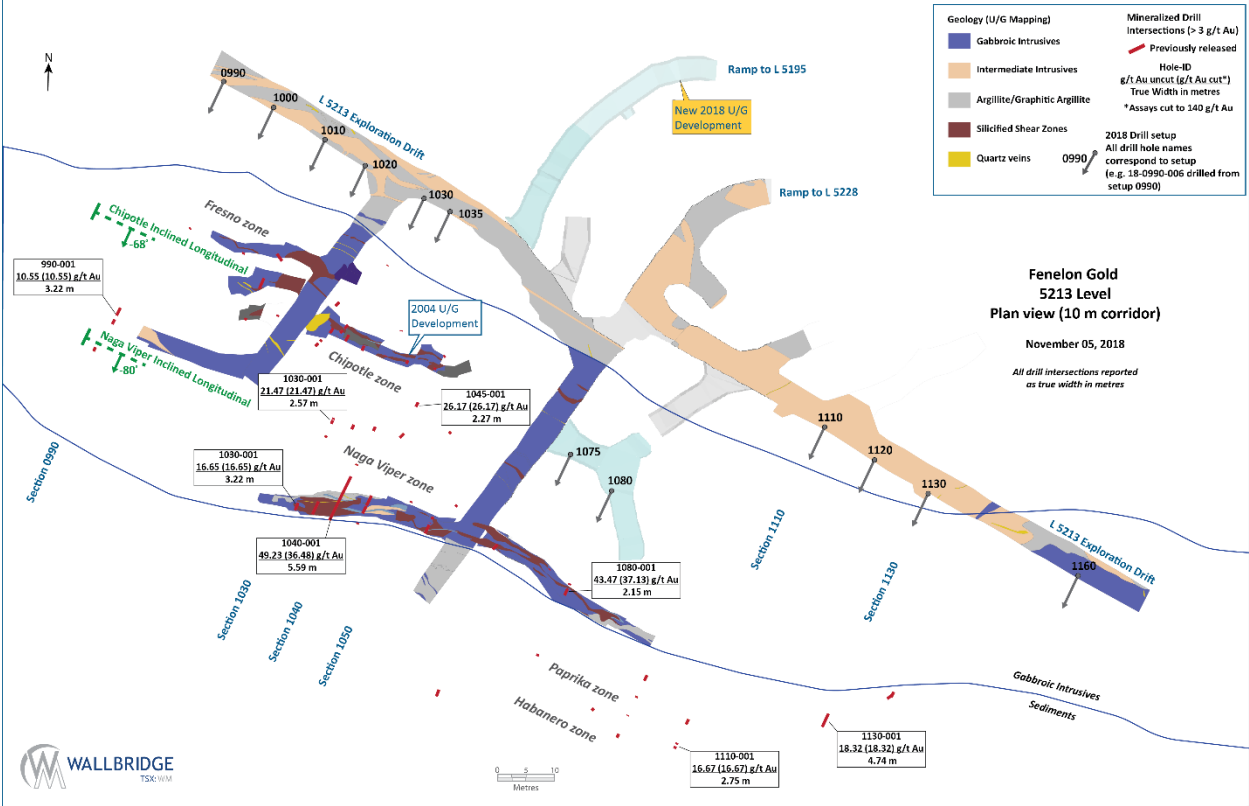 Geology (U/G Mapping)
Gabbroic Intrusives
Intermediate Intrusives
Argillite/Graphitic Argillite
Silicified Shear Zones
Quartz veins
Mineralized Drill
Intersections (> 3 g/t Au)
Previously released
Hole-ID
g/t Au uncut (g/t Au cut*)
True Width in metres
*Assays cut to 140 g/t Au
0990
2018 Drill setup
All drill hole names
correspond to setup
(e.g. 18-0990-006 drilled from
setup 0990)
N
0990
1000
1010
1020
1030
1035
L 5213 Exploration Drift
Ramp to L 5195
New 2018 U/G
Development
Ramp to L 5228
Fenelon Gold
5213 Level
Plan view (10 m corridor)
November 05, 2018
All drill intersections reported
as true width in metres
Fresno zone
Chipotle Inclined Longitudinal
-68°
990-001
10.55 (10.55) g/t Au
3.22 m
Naga Viper Inclined Longitudinal
-80°
2004 U/G
Development
Chipotle zone
1030-001
21.47 (21.47) g/t Au
2.57 m
1045-001
26.17 (26.17) g/t Au
2.27 m
Naga Viper zone
1030-001
16.65 (16.65) g/t Au
3.22 m
1040-001
49.23 (36.48) g/t Au
5.59 m
1075
1080
1110
1120
1130
L 5213 Exploration Drift
1160
1080-001
43.47 (37.13) g/t Au
2.15 m
Section 0990
Section 1030
Section 1040
Section 1050
Section 1110
Section 1130
Paprika zone
Habanero zone
Gabbroic Intrusives
Sediments
1110-001
16.67 (16.67) g/t Au
2.75 m
1130-001
18.32 (18.32) g/t Au
4.74 m
WALLBRIDGE
TSX:WM
0 5 10
Metres